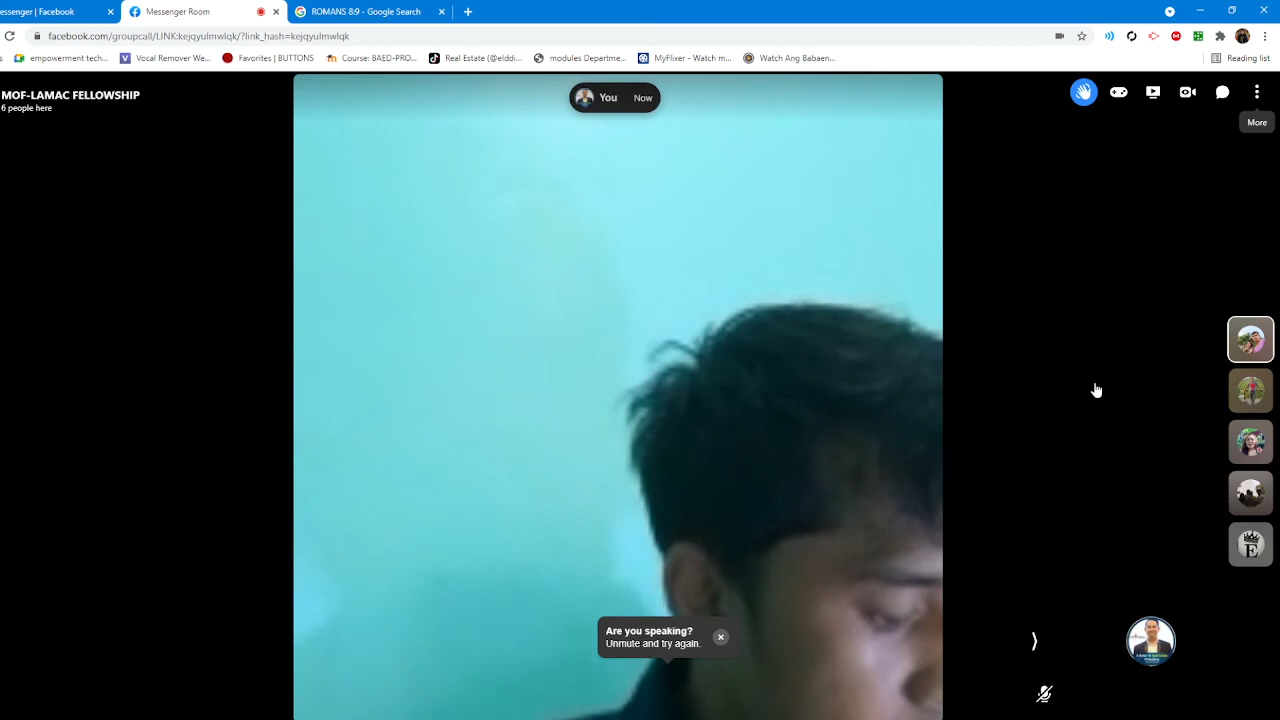 essenger | Facebook
Messenger Room
ROMANS 8:9 - Google Search
facebook.com/groupcall/LINK:kejqyulmwlqk/?link_hash=kejqyulmwlqk
empowerment tech...
Vocal Remover We...
Favorites | BUTTONS
Course: BAED-PRO...
Real Estate (@elddi...
modules Departme...
MyFlixer - Watch m...
Watch Ang Babaen...
Reading list
MOF-LAMAC FELLOWSHIP
6 people here
You Now
More
E
Are you speaking?
Unmute and try again.